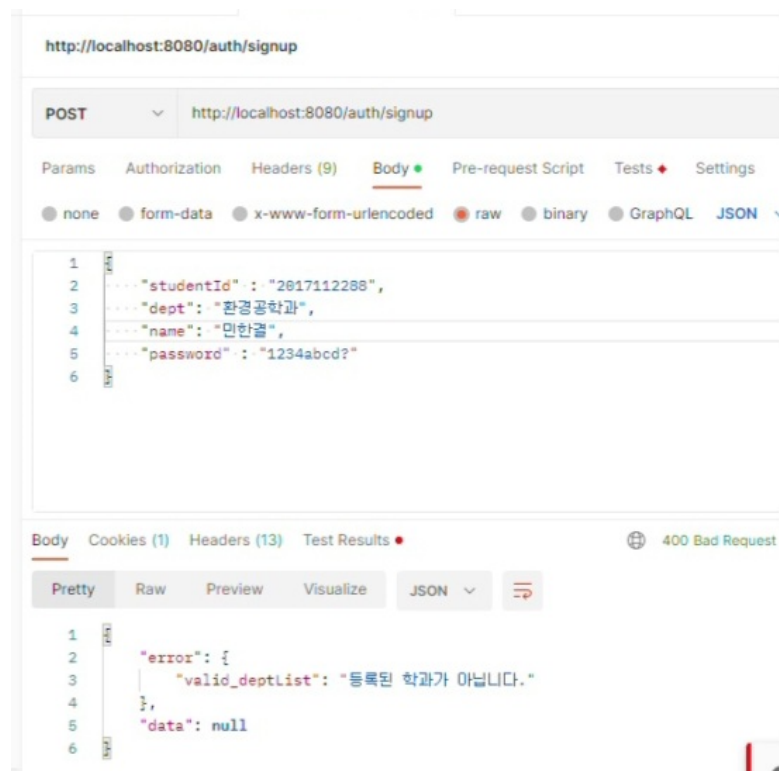 http://localhost:8080/auth/signup
POST http://localhost:8080/auth/signup
Params Authorization Headers (9) Body Pre-request Script Tests Settings
none form-data x-www-form-urlencoded raw binary GraphQL JSON
1 {
2 "studentId" : "2017112288",
3 "dept": "환경공학과",
4 "name": "민한결",
5 "password" : "1234abcd?"
6 }
Body Cookies (1) Headers (13) Test Results 400 Bad Request
Pretty Raw Preview Visualize JSON
1 {
2 "error": {
3 "valid_deptList": "등록된 학과가 아닙니다."
4 },
5 "data": null
6 }